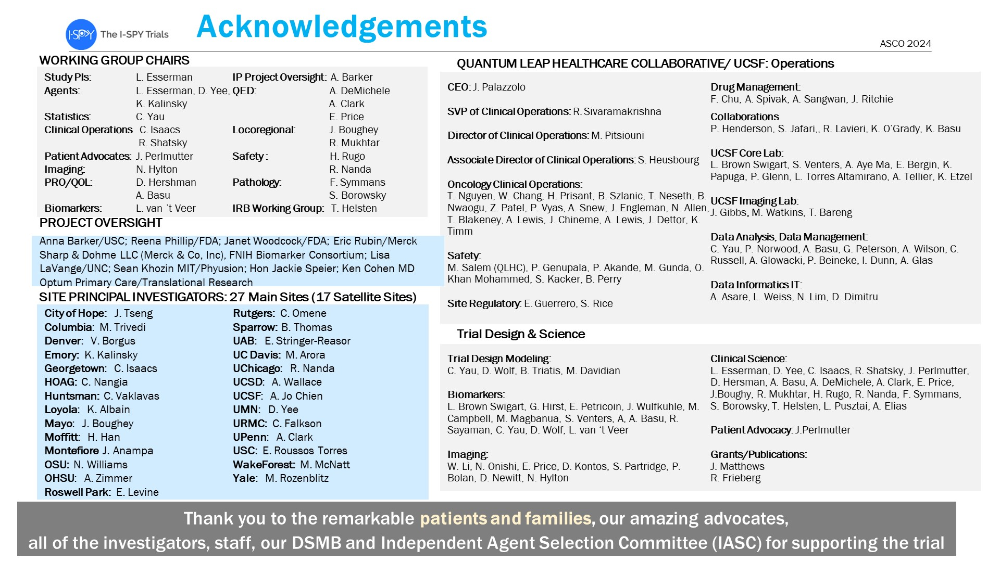 I-SPY The I-SPY Trials
Acknowledgements
ASCO 2024
WORKING GROUP CHAIRS
Study PIs: L. Esserman IP Project Oversight: A. Barker
Agents: L. Esserman, D. Yee, QED: A. DeMichele
K. Kalinsky A. Clark
Statistics: C. Yau E. Price
Clinical Operations C. Isaacs Locoregional: J. Boughey
R. Shatsky R. Mukhtar
Patient Advocates: J. Perlmutter Safety : H. Rugo
Imaging: N. Hylton R. Nanda
PRO/QOL: D. Hershman Pathology: F. Symmans
A. Basu S. Borowsky
Biomarkers: L. van ’t Veer IRB Working Group: T. Helsten
PROJECT OVERSIGHT
Anna Barker/USC; Reena Phillip/FDA; Janet Woodcock/FDA; Eric Rubin/Merck
Sharp & Dohme LLC (Merck & Co, Inc), FNIH Biomarker Consortium; Lisa
LaVange/UNC; Sean Khozin MIT/Phyusion; Hon Jackie Speier; Ken Cohen MD
Optum Primary Care/Translational Research
SITE PRINCIPAL INVESTIGATORS: 27 Main Sites (17 Satellite Sites)
City of Hope: J. Tseng
Columbia: M. Trivedi
Denver: V. Borgus
Emory: K. Kalinsky
Georgetown: C. Isaacs
HOAG: C. Nangia
Huntsman: C. Vaklavas
Loyola: K. Albain
Mayo: J. Boughey
Moffitt: H. Han
Montefiore J. Anampa
OSU: N. Williams
OHSU: A. Zimmer
Roswell Park: E. Levine
Rutgers: C. Omene
Sparrow: B. Thomas
UAB: E. Stringer-Reasor
UC Davis: M. Arora
UChicago: R. Nanda
UCSD: A. Wallace
UCSF: A. Jo Chien
UMN: D. Yee
URMC: C. Falkson
UPenn: A. Clark
USC: E. Roussos Torres
WakeForest: M. McNatt
Yale: M. Rozenblitz
QUANTUM LEAP HEALTHCARE COLLABORATIVE/ UCSF: Operations
CEO: J. Palazzolo
SVP of Clinical Operations: R. Sivaramakrishna
Director of Clinical Operations: M. Pitsiouni
Associate Director of Clinical Operations: S. Heusbourg
Oncology Clinical Operations:
T. Nguyen, W. Chang, H. Prisant, B. Szlanic, T. Neseth, B.
Nwaogu, Z. Patel, P. Vyas, A. Snew, J. Engleman, N. Allen,
T. Blakeney, A. Lewis, J. Chineme, A. Lewis, J. Dettor, K.
Timm
Safety:
M. Salem (QLHC), P. Genupala, P. Akande, M. Gunda, O.
Khan Mohammed, S. Kacker, B. Perry
Site Regulatory: E. Guerrero, S. Rice
Drug Management:
F. Chu, A. Spivak, A. Sangwan, J. Ritchie
Collaborations
P. Henderson, S. Jafari,, R. Lavieri, K. O’Grady, K. Basu
UCSF Core Lab:
L. Brown Swigart, S. Venters, A. Aye Ma, E. Bergin, K.
Papuga, P. Glenn, L. Torres Altamirano, A. Tellier, K. Etzel
UCSF Imaging Lab:
J. Gibbs, M. Watkins, T. Bareng
Data Analysis, Data Management:
C. Yau, P. Norwood, A. Basu, G. Peterson, A. Wilson, C.
Russell, A. Glowacki, P. Beineke, I. Dunn, A. Glas
Data Informatics IT:
A. Asare, L. Weiss, N. Lim, D. Dimitru
Trial Design & Science
Trial Design Modeling:
C. Yau, D. Wolf, B. Triatis, M. Davidian
Biomarkers:
L. Brown Swigart, G. Hirst, E. Petricoin, J. Wulfkuhle, M.
Campbell, M. Magbanua, S. Venters, A, A. Basu, R.
Sayaman, C. Yau, D. Wolf, L. van ‘t Veer
Imaging:
W. Li, N. Onishi, E. Price, D. Kontos, S. Partridge, P.
Bolan, D. Newitt, N. Hylton
Clinical Science:
L. Esserman, D. Yee, C. Isaacs, R. Shatsky, J. Perlmutter,
D. Hersman, A. Basu, A. DeMichele, A. Clark, E. Price,
J.Boughy, R. Mukhtar, H. Rugo, R. Nanda, F. Symmans,
S. Borowsky, T. Helsten, L. Pusztai, A. Elias
Patient Advocacy: J.Perlmutter
Grants/Publications:
J. Matthews
R. Frieberg
Thank you to the remarkable patients and families, our amazing advocates,
all of the investigators, staff, our DSMB and Independent Agent Selection Committee (IASC) for supporting the trial